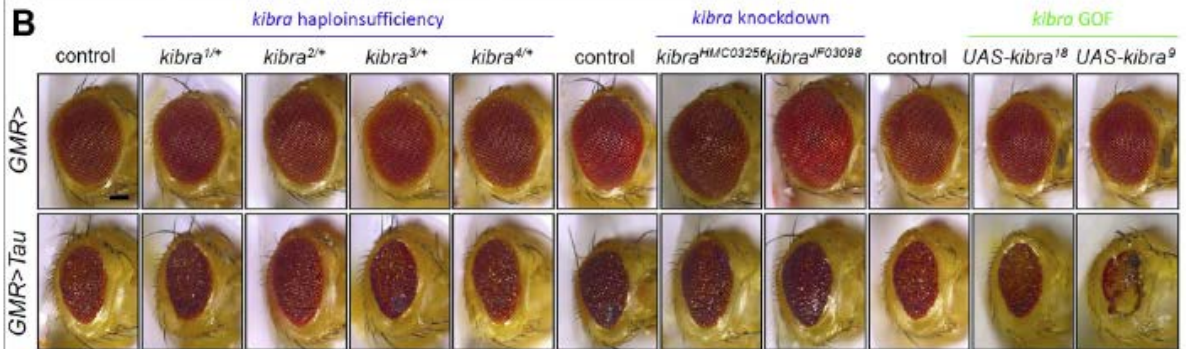 B
kibra haploinsufficiency kibra knockdown kibra GOF
control kibra1/+ kibra2/+ kibra3/+ kibra4/+ control kibraHMC03256 kibraJF03098 control UAS-kibra18 UAS-kibra9
GMR>
GMR>Tau